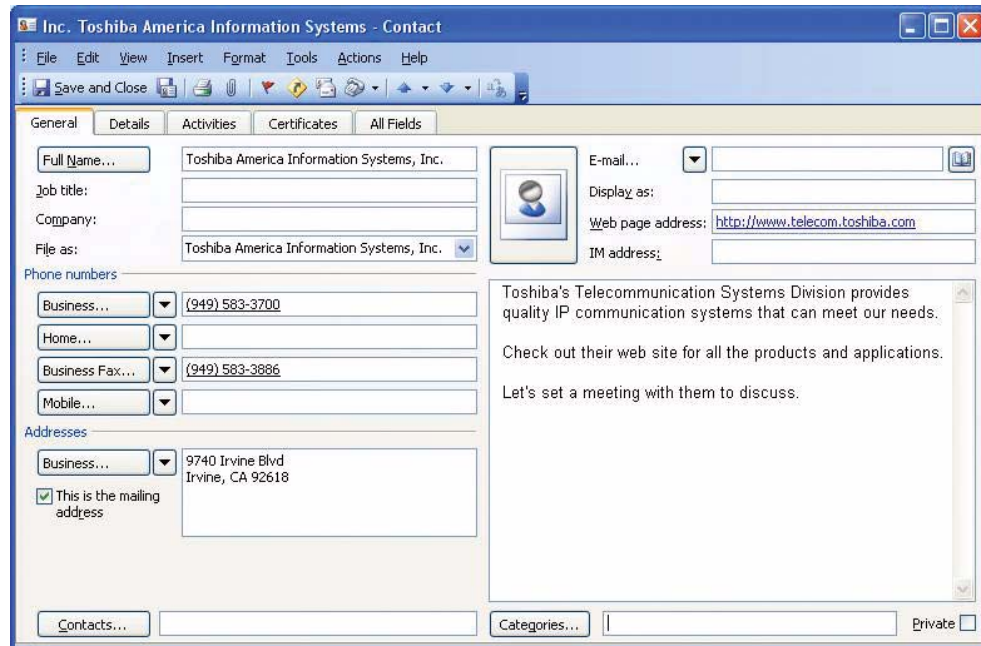 Inc. Toshiba America Information Systems - Contact
File Edit View Insert Format Tools Actions Help
Save and Close
General Details Activities Certificates All Fields
Full Name... Toshiba America Information Systems, Inc.
Job title:
Company:
File as: Toshiba America Information Systems, Inc.
E-mail...
Display as:
Web page address: http://www.telecom.toshiba.com
IM address:
Phone numbers
Business... (949) 583-3700
Home...
Business Fax... (949) 583-3886
Mobile...
Addresses
Business... 9740 Irvine Blvd
Irvine, CA 92618
This is the mailing
address
Toshiba's Telecommunication Systems Division provides
quality IP communication systems that can meet our needs.
Check out their web site for all the products and applications.
Let's set a meeting with them to discuss.
Contacts... Categories... Private